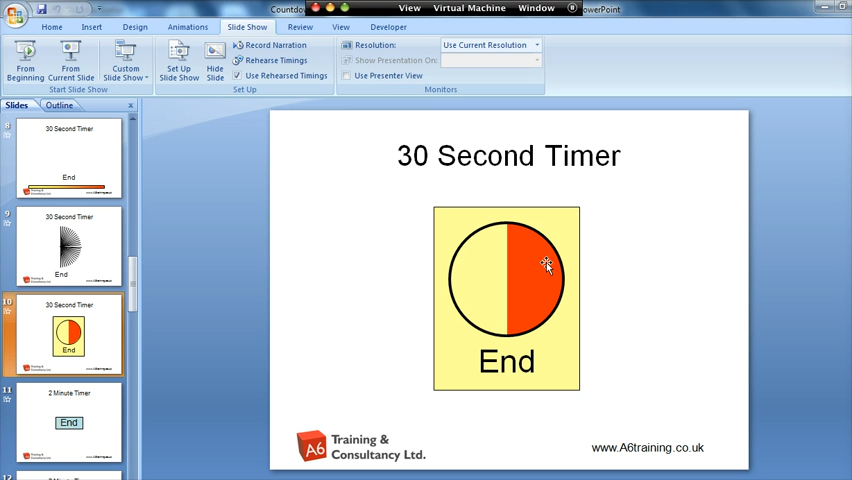 Countdow
View Virtual Machine Window
PowerPoint
Home Insert Design Animations Slide Show Review View Developer
From Beginning
From Current Slide
Custom Slide Show
Set Up Slide Show
Hide Slide
Record Narration
Rehearse Timings
Use Rehearsed Timings
Resolution: Use Current Resolution
Show Presentation On:
Use Presenter View
Start Slide Show Set Up Monitors
Slides Outline
8
30 Second Timer
End
9
30 Second Timer
End
10
30 Second Timer
End
11
2 Minute Timer
End
12
30 Second Timer
End
A6 Training &
Consultancy Ltd.
www.A6training.co.uk